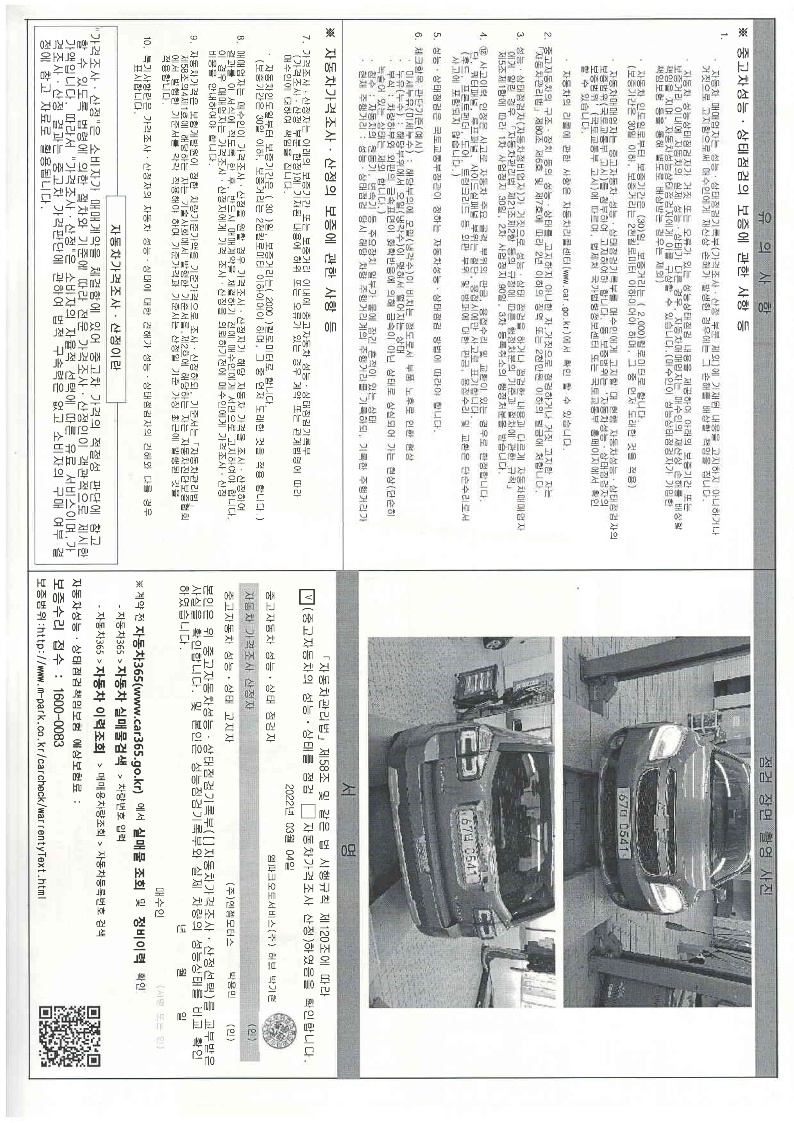 유 의 사 항
※ 중고차성능ㆍ상태점검의 보증에 관한 사항 등
1.
· 자동차 매매업자는 성능ㆍ상태점검기록부(가격조사ㆍ산정 부분 제외)에 기재된 내용을 고지하지 아니하거나
거짓으로 고지함으로써 매수인에게 재산상 손해가 발생한 경우에는 그 손해를 배상할 책임을 집니다.
· 자동차 성능상태점검자가 거짓 또는 오류가 있는 성능상태점검 내용을 제공하여 아래의 보증기간 또는
보증거리 이내에 자동차의 실제 성능ㆍ상태가 다른 경우, 자동차매매업자는 매수인의 재산상 손해를 배상할
책임을 지며, 자동차성능상태점검자에게 이를 구상할 수 있습니다.(매수인이 성능상태점검자가 가입한
책임보험 등을 통해 별도로 배상받는 경우는 제외)
· 자동차 인도일로부터 보증기간은 (30)일, 보증거리는 ( 2,000)킬로미터로 합니다.
(보증기간은 30일 이하, 보증거리는 2천킬로미터 이하이어야 하며, 그 중 먼저 도래한 것을 적용)
· 자동차매매업자는 중고자동차 성능ㆍ상태점검기록부를 매수인에게 고지할 대 현행 자동차성능ㆍ상태점검자의
보증범위(국토교통부 고시)를 첨부하여 고지하여햐 합니다. 동 보증범위는 '자동차성능ㆍ상태점검자의
보증범위' (국토교통부 고시)에 따르며, 법제처 국가법령정보센터 또는 국토교통부 홈페이지에서 확인
할 수 있습니다.
· 자동차의 리콜에 관한 사항은 자동차리콜센터(www.car.go.kr)에서 확인 할 수 있습니다.
2. 중고자동차의 구조ㆍ장치 등의 성능ㆍ상태를 고지하지 아니한 자,거짓으로 점검하거나 거짓 고지한 자는
「자동차관리법」제80조 제6호 및 제7호에 따라 2년 이하의 징역 또는 2천만원 이하의 벌금에 처합니다.
3. 성능ㆍ상태점검자(자동차정비업자)가 거짓으로 성능ㆍ상태 점검을 하거나 점검한 내용과 다르게 자동차매매업자
에게 알린 경우 「자동차관리법 제21조제2항 등의 규정에 따른 행정처분의 기준과 절차에 관한 규칙」
제5조제1항에 따라 1차 사업정지 30일, 2차 사업정지 90일, 3차 등록취소의 행정처분을 받습니다.
4. ⑫ 사고이력 인정은 사고로 자동차 주요 골격 부위의 판금, 용접수리 및 교환이 있는 경우로 한정합니다.
단, 쿼터패널, 루프패널, 사이드실패널 부위는 절단, 용접시에만 사고로 표기합니다.
(후드, 프론트펜더, 도어, 트렁크리드 등 외판 부위 및 범퍼에 대한 판금, 용접수리 및 교환은 단순수리로서
사고에 포함되지 않습니다.)
5. 성능ㆍ상태점검은 국토교통부장관이 정하는 자동차성능ㆍ상태점검 방법에 따라야 합니다.
6. 체크항목 판단기준(예시)
· 미세누유(미세누수) : 해당부위에 오일(냉각수)이 비치는 정도로서 부품 노후로 인한 현상
· 누유(누수) : 해당부위에서 오일(냉각수)이 맺혀서 떨어지는 상태
· 부식 : 차량하부와 외판의 금속표면이 화학반응에 의해 금속이 아닌 상태로 상실되어 가는 현상(단순히
녹슬어 있는 상태는 제외 합니다.)
· 침수 : 자동차의 원동기, 변속기 등 주요장치 일부가 물에 잠긴 흔적이 있는 상태
· 현재 주행거리 : 성능ㆍ상태점검 당시 해당 차량 주행거리계의 주행거리를 기록하되, 기록한 주행거리가
※ 자동차가격조사ㆍ산정의 보증에 관한 사항 등
7. 가격조사ㆍ산정자는 아래의 보증기간 또는 보증거리 이내에 중고자동차 성능ㆍ상태점검기록부
(가격조사ㆍ산정 부분 한정)에 기재된 내용에 허위 또는 오류가 있는 경우 계약 또는 관계법령에 따라
매수인에 대하여 책임을 집니다.
· 자동차인도일부터 보증기간은 ( 30 )일, 보증거리는( 2000 )킬로미터로 합니다.
(보증기간은 30일 이하, 보증거리는 2천킬로미터 이하이어야 하며, 그 중 먼저 도래한 것을 적용 합니다.)
8. 매매업자는 매수인이 가격조사ㆍ산정을 원할 경우 가격조사ㆍ산정자가 해당 자동차 가격을 조사ㆍ산정하여
결과를 이 서식에 적도록 한 후, 반드시 매매계약을 체결하기 전에 매수인에게 서면으로 고지하여야 합니다.
이 경우 매매업자는 가격조사ㆍ산정자에게 가격 조사ㆍ산정을 의뢰하기전에 매수인에게 가격조사ㆍ산정
비용을 안내하여야 합니다.
9. 자동차가격은 보험개발원이 정한 차량기준가액을 기준가격으로 조사ㆍ산정하되, 기준서는「자동차관리법」
제58조의4제1호에 해당하는 자는 기술사회에서 발행한 기준서를,제2호에 해당하는 자는 자동차진단보증협회
에서 발행한 기준서를 각각 적용해야 하며 기준가격과 기준서는 산정일 기준 가장 최근에 발행된 것을
적용합니다.
10. 특기사항란은 가격조사ㆍ산정자의 자동차 성능ㆍ상태에 대한 견해가 성능ㆍ상태점검자의 견해와 다를 경우
표시합니다.
자동차가격조사ㆍ산정이란
"가격조사ㆍ산정"은 소비자가 매매계약을 체결함에 있어 중고차 가격의 적절성 판단에 참고
할 수 있도록 법령에 의한 절차와 기준에 따라 전문 가격조사ㆍ산정인이 객관적으로 제시한
가액입니다. 따라서 "가격조사ㆍ산정"은 소비자의 자율적 선택에 따른 유료 서비스이며,가
격조사ㆍ산정 결과는 중고차 가격판단에 관하여 법적 구속력은 없고 소비자의 구매 여부 결
정에 참고 자료로 활용됩니다.
점검 장면 촬영 사진
67더 0541
67더 0541
서 명
「자동차관리법」제58조 및 같은 법 시행규칙 제120조에 따라
V (중고자동차의 성능ㆍ상태를 점검 자동차가격조사 산정)하였음을 확인합니다.
2022년 03월 04일
중고자동차 성능ㆍ상태 점검자 엠파크오토서비스(주) 허브 박기현
자동차 가격조사 산정자 (인)
중고자동차 성능ㆍ상태 고지자 (주)엔젬모터스 박용민 (인)
본인은 위 중고자동차성능ㆍ상태점검기록부([]자동차가격조사ㆍ산정선택)를 교부받은
사실을 확인합니다. 및 본인은 성능점검기록부와 실제 차량의 성능상태를 비교 확인
하였습니다.
년 월 일
매수인 (서명 또는 인)
※ 계약 전 자동차365(www.car365.go.kr) 에서 실매물 조회 및 정비이력 확인
- 자동차365 > 자동차 실매물검색 > 차량번호 입력
- 자동차365 > 자동차 이력조회 > 매매용차량조회 > 자동차등록번호 검색
자동차성능ㆍ상태점검책임보험 예상보험료 :
보증수리 접수 : 1600-0083
보증범위:http://www.m-park.co.kr/carcheck/warrentyText.html